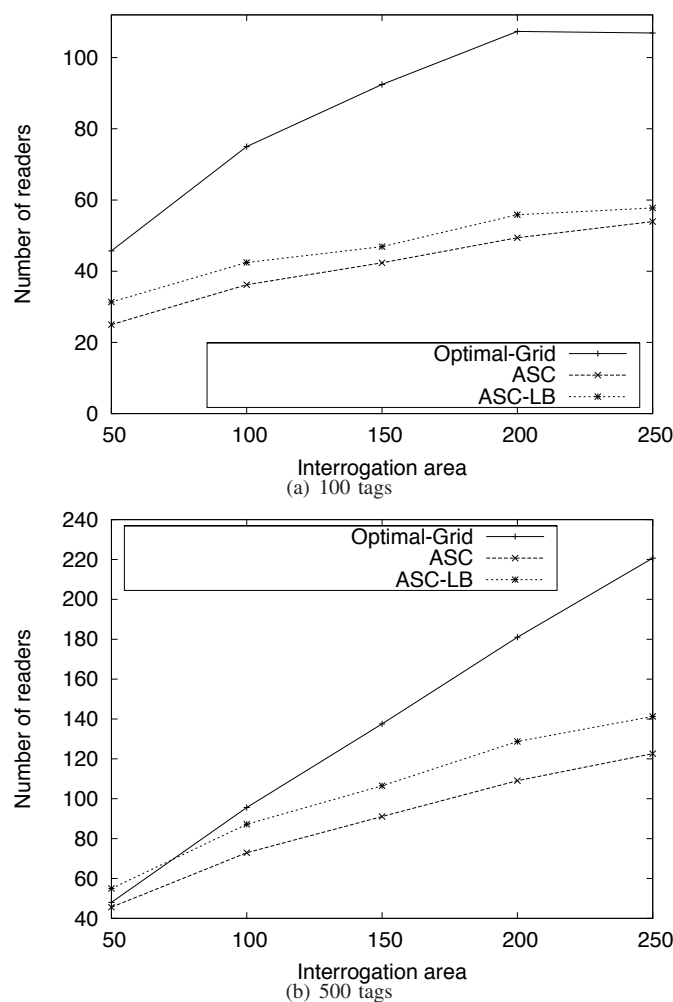 100
80
60
40
20
0
Number of readers
Optimal-Grid
ASC
ASC-LB
50 100 150 200 250
Interrogation area
(a) 100 tags
240
220
200
180
160
140
120
100
80
60
40
Number of readers
Optimal-Grid
ASC
ASC-LB
50 100 150 200 250
Interrogation area
(b) 500 tags